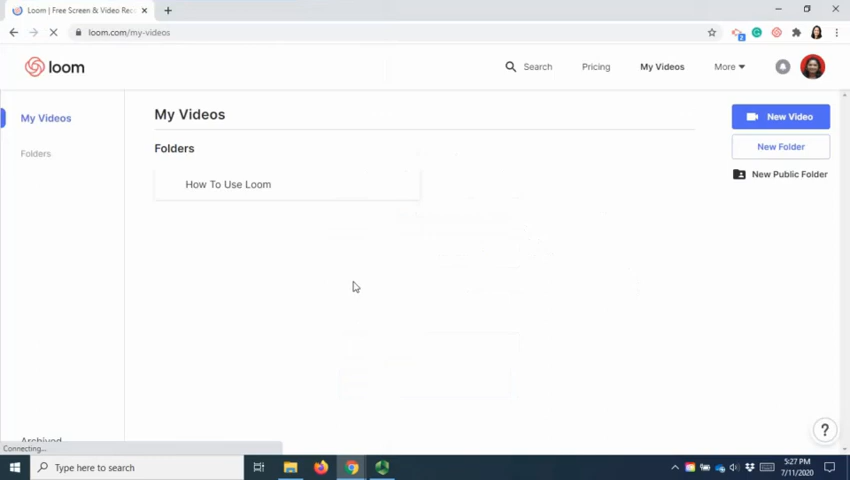 Loom | Free Screen & Video Rec
loom.com/my-videos
2
loom
Search
Pricing
My Videos
More
My Videos
Folders
Archived
My Videos
Folders
How To Use Loom
New Video
New Folder
New Public Folder
?
Connecting...
Type here to search
5:27 PM
7/11/2020